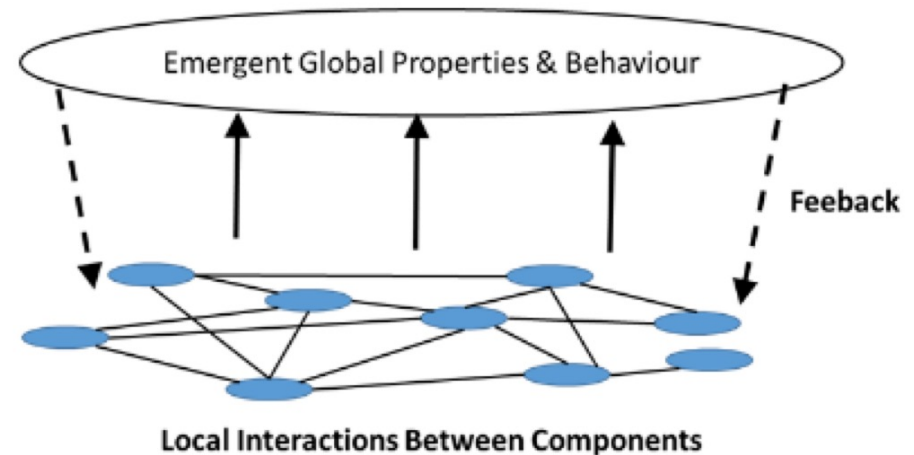 Emergent Global Properties & Behaviour
Feeback
Local Interactions Between Components